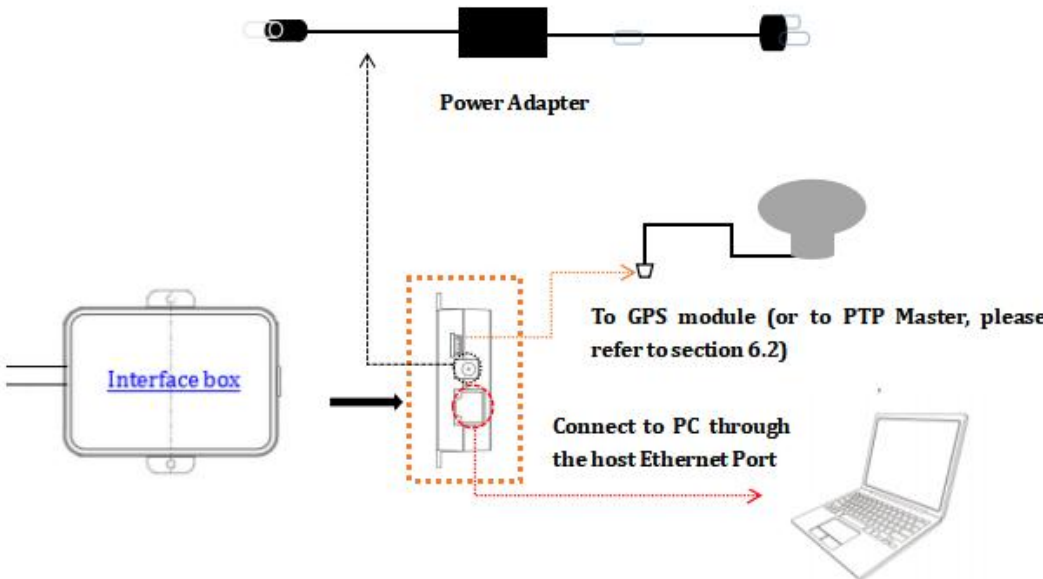 Power Adapter
To GPS module (or to PTP Master, please
refer to section 6.2)
Interface box
Connect to PC through
the host Ethernet Port